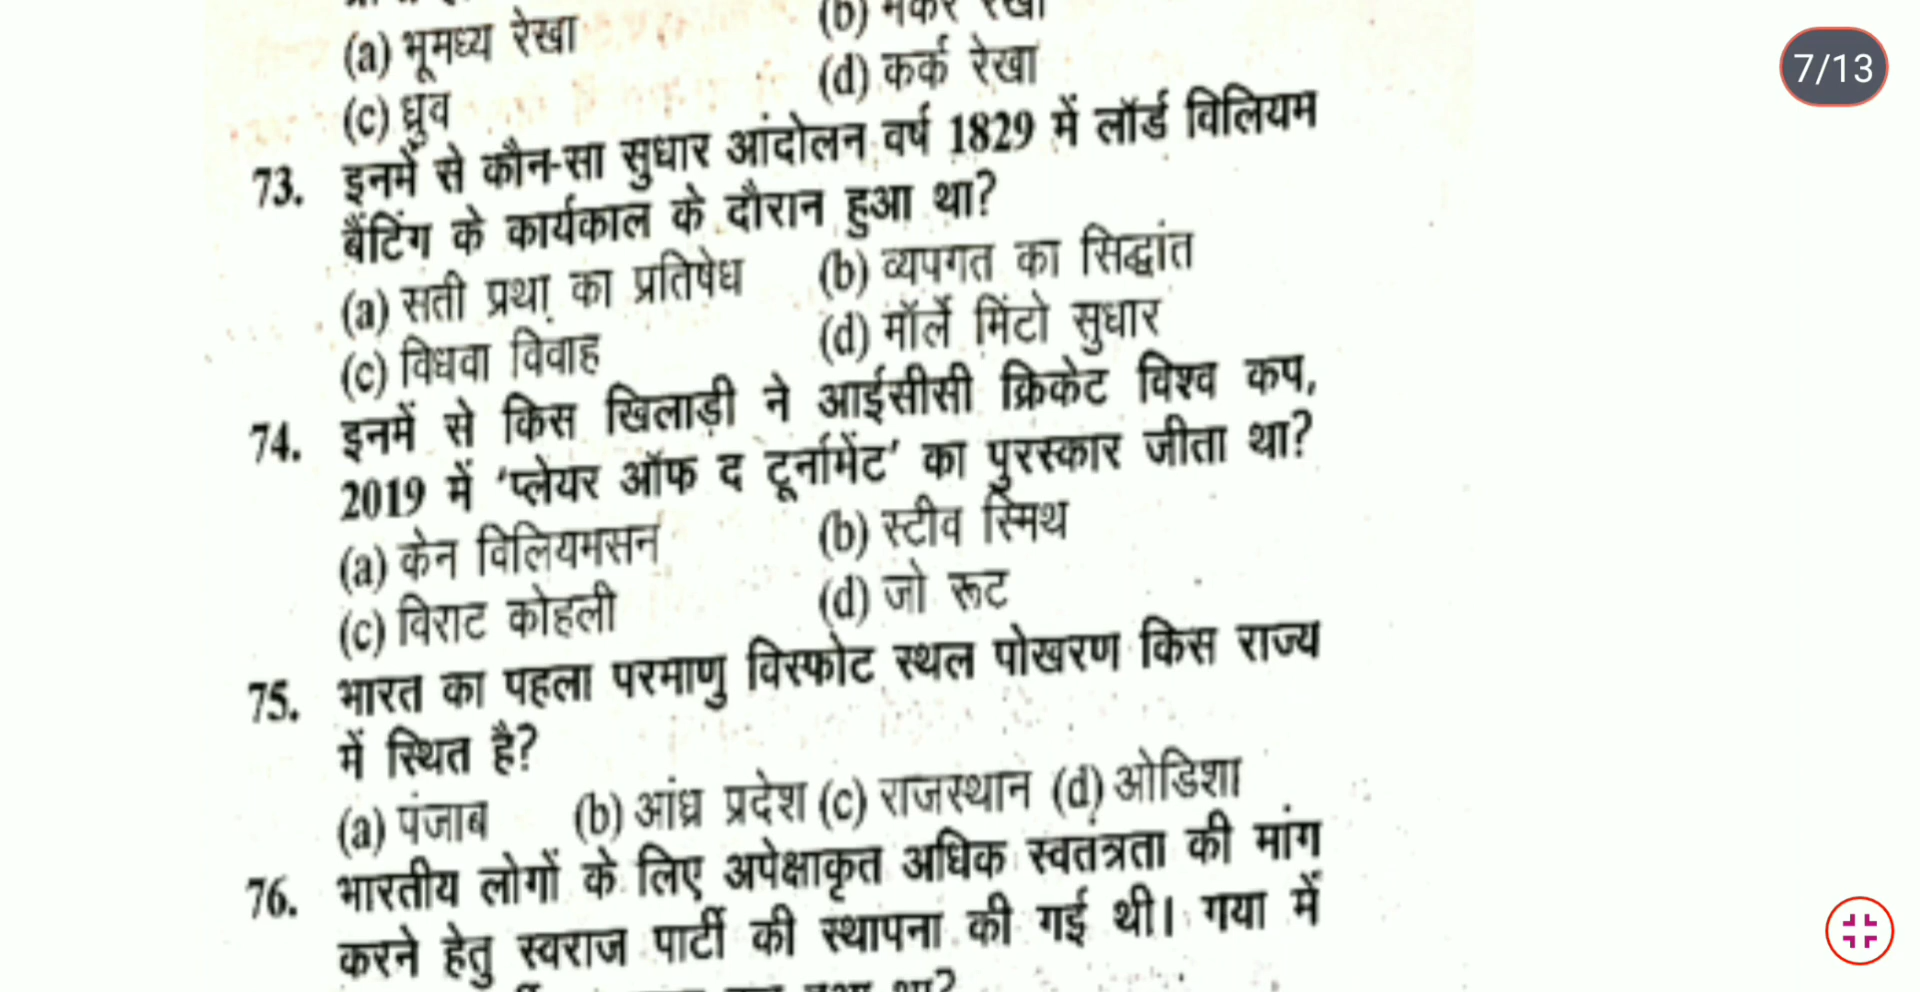 (a) भूमध्य रेखा (b) मकर रेखा
(c) ध्रुव (d) कर्क रेखा
73. इनमें से कौन-सा सुधार आंदोलन वर्ष 1829 में लॉर्ड विलियम
बैंटिंग के कार्यकाल के दौरान हुआ था?
(a) सती प्रथा का प्रतिषेध (b) व्यपगत का सिद्धांत
(c) विधवा विवाह (d) मॉर्ले मिंटो सुधार
74. इनमें से किस खिलाड़ी ने आईसीसी क्रिकेट विश्व कप,
2019 में ‘प्लेयर ऑफ द टूर्नामेंट’ का पुरस्कार जीता था?
(a) केन विलियमसन (b) स्टीव स्मिथ
(c) विराट कोहली (d) जो रूट
75. भारत का पहला परमाणु विस्फोट स्थल पोखरण किस राज्य
में स्थित है?
(a) पंजाब (b) आंध्र प्रदेश (c) राजस्थान (d) ओडिशा
76. भारतीय लोगों के लिए अपेक्षाकृत अधिक स्वतंत्रता की मांग
करने हेतु स्वराज पार्टी की स्थापना की गई थी। गया में
7/13